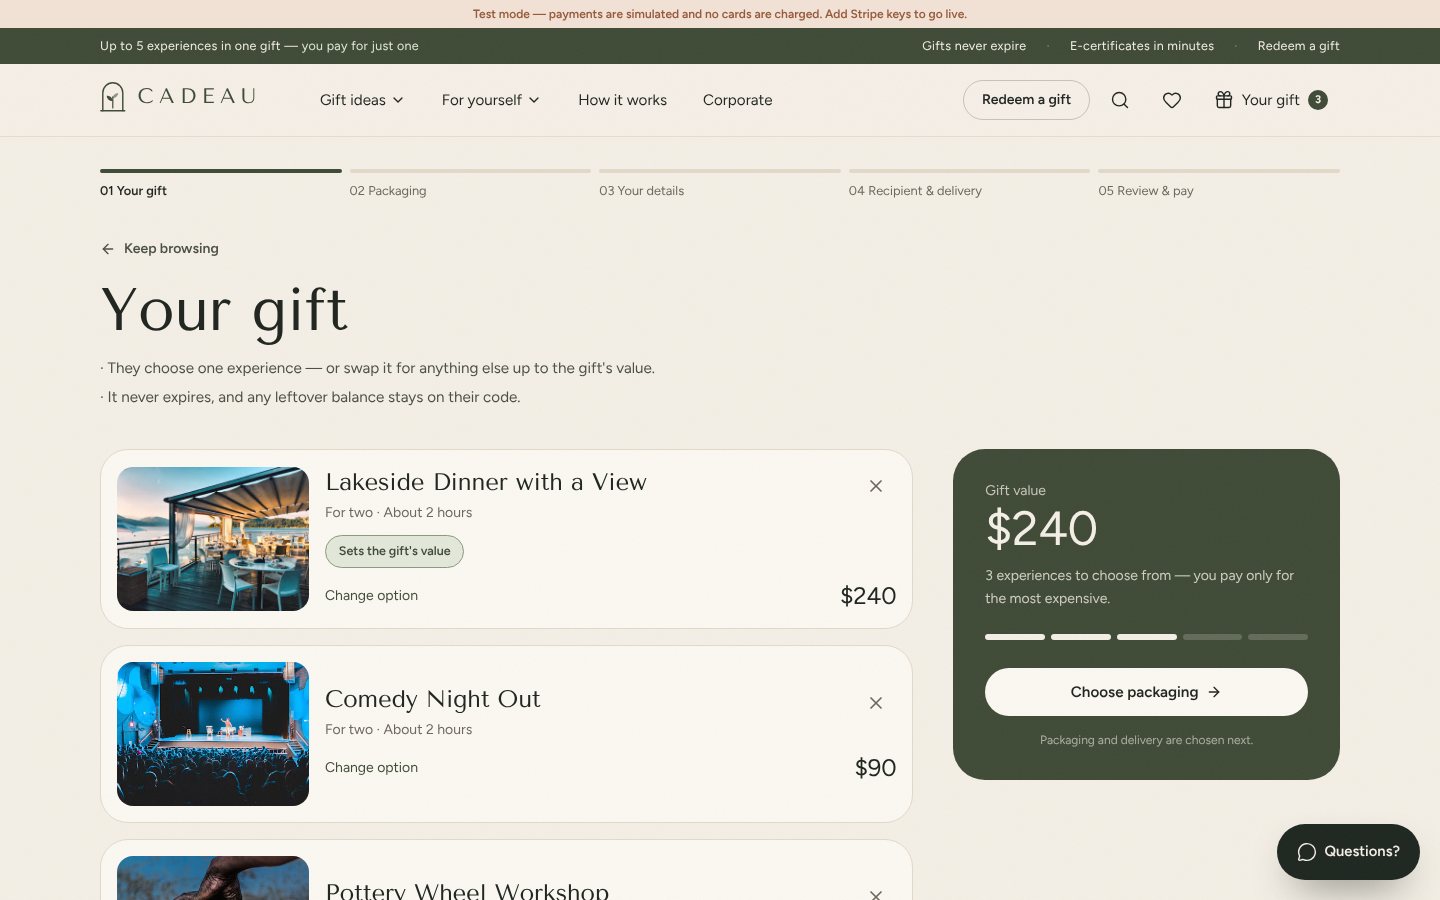 Test mode — payments are simulated and no cards are charged. Add Stripe keys to go live.
Up to 5 experiences in one gift — you pay for just one
Gifts never expire · E-certificates in minutes · Redeem a gift
CADEAU
Gift ideas
For yourself
How it works
Corporate
Redeem a gift
Your gift 3
01 Your gift
02 Packaging
03 Your details
04 Recipient & delivery
05 Review & pay
Keep browsing
Your gift
· They choose one experience — or swap it for anything else up to the gift's value.
· It never expires, and any leftover balance stays on their code.
Lakeside Dinner with a View
For two · About 2 hours
Sets the gift's value
Change option
$240
Comedy Night Out
For two · About 2 hours
Change option
$90
Pottery Wheel Workshop
Gift value
$240
3 experiences to choose from — you pay only for
the most expensive.
Choose packaging
Packaging and delivery are chosen next.
Questions?